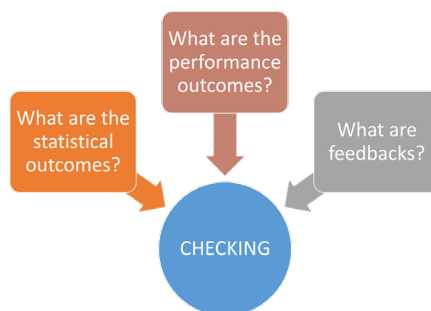 What are the
performance
outcomes?
What are the
statistical
outcomes?
What are
feedbacks?
CHECKING